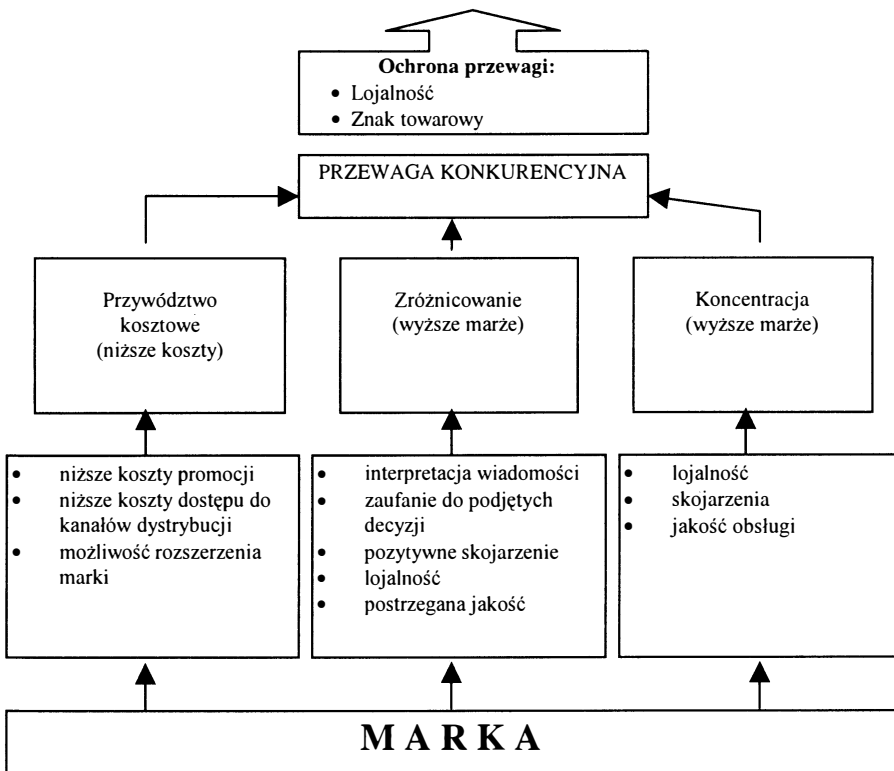 Ochrona przewagi:
• Lojalność
• Znak towarowy
PRZEWAGA KONKURENCYJNA
Przywództwo
kosztowe
(niższe koszty)
Zróżnicowanie
(wyższe marże)
Koncentracja
(wyższe marże)
• niższe koszty promocji
• niższe koszty dostępu do
kanałów dystrybucji
• możliwość rozszerzenia
marki
• interpretacja wiadomości
• zaufanie do podjętych
decyzji
• pozytywne skojarzenie
• lojalność
• postrzegana jakość
• lojalność
• skojarzenia
• jakość obsługi
M A R K A